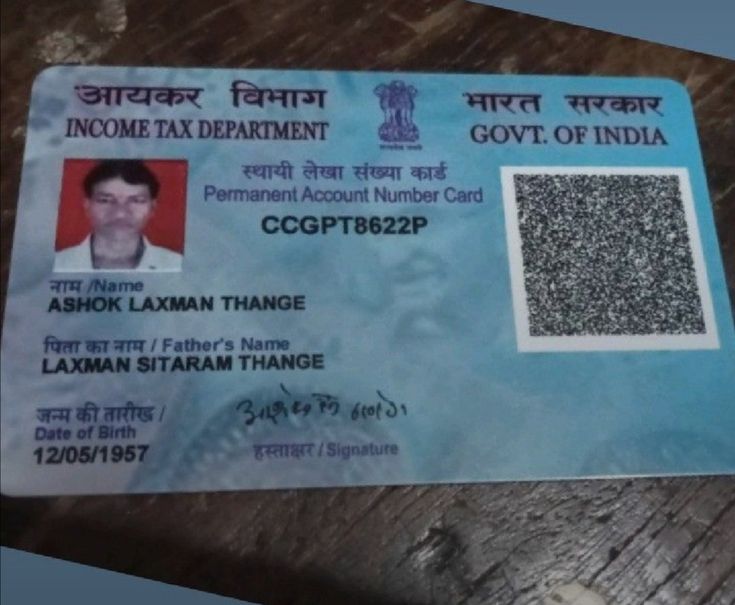 आयकर विभाग
INCOME TAX DEPARTMENT
भारत सरकार
GOVT. OF INDIA
स्थायी लेखा संख्या कार्ड
Permanent Account Number Card
CCGPT8622P
नाम /Name
ASHOK LAXMAN THANGE
पिता का नाम / Father's Name
LAXMAN SITARAM THANGE
जन्म की तारीख /
Date of Birth
12/05/1957
हस्ताक्षर / Signature